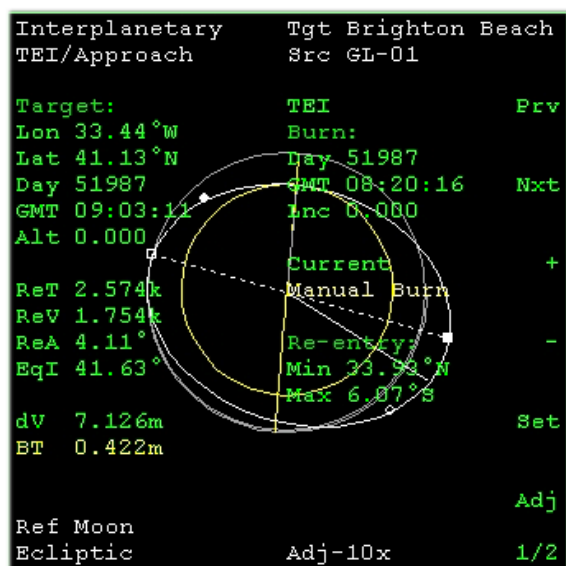 Interplanetary Tgt Brighton Beach
TEI/Approach Src GL-01
Target: TEI Prv
Lon 33.44°W Burn:
Lat 41.13°N Day 51987
Day 51987 GMT 08:20:16 Nxt
GMT 09:03:11 Inc 0.000
Alt 0.000
Current +
ReT 2.574k Manual Burn
ReV 1.754k
ReA 4.11° Re-entry: -
EqI 41.63° Min 33.93°N
Max 6.07°S
dV 7.126m Set
BT 0.422m
Adj
Ref Moon
Ecliptic Adj-10x 1/2